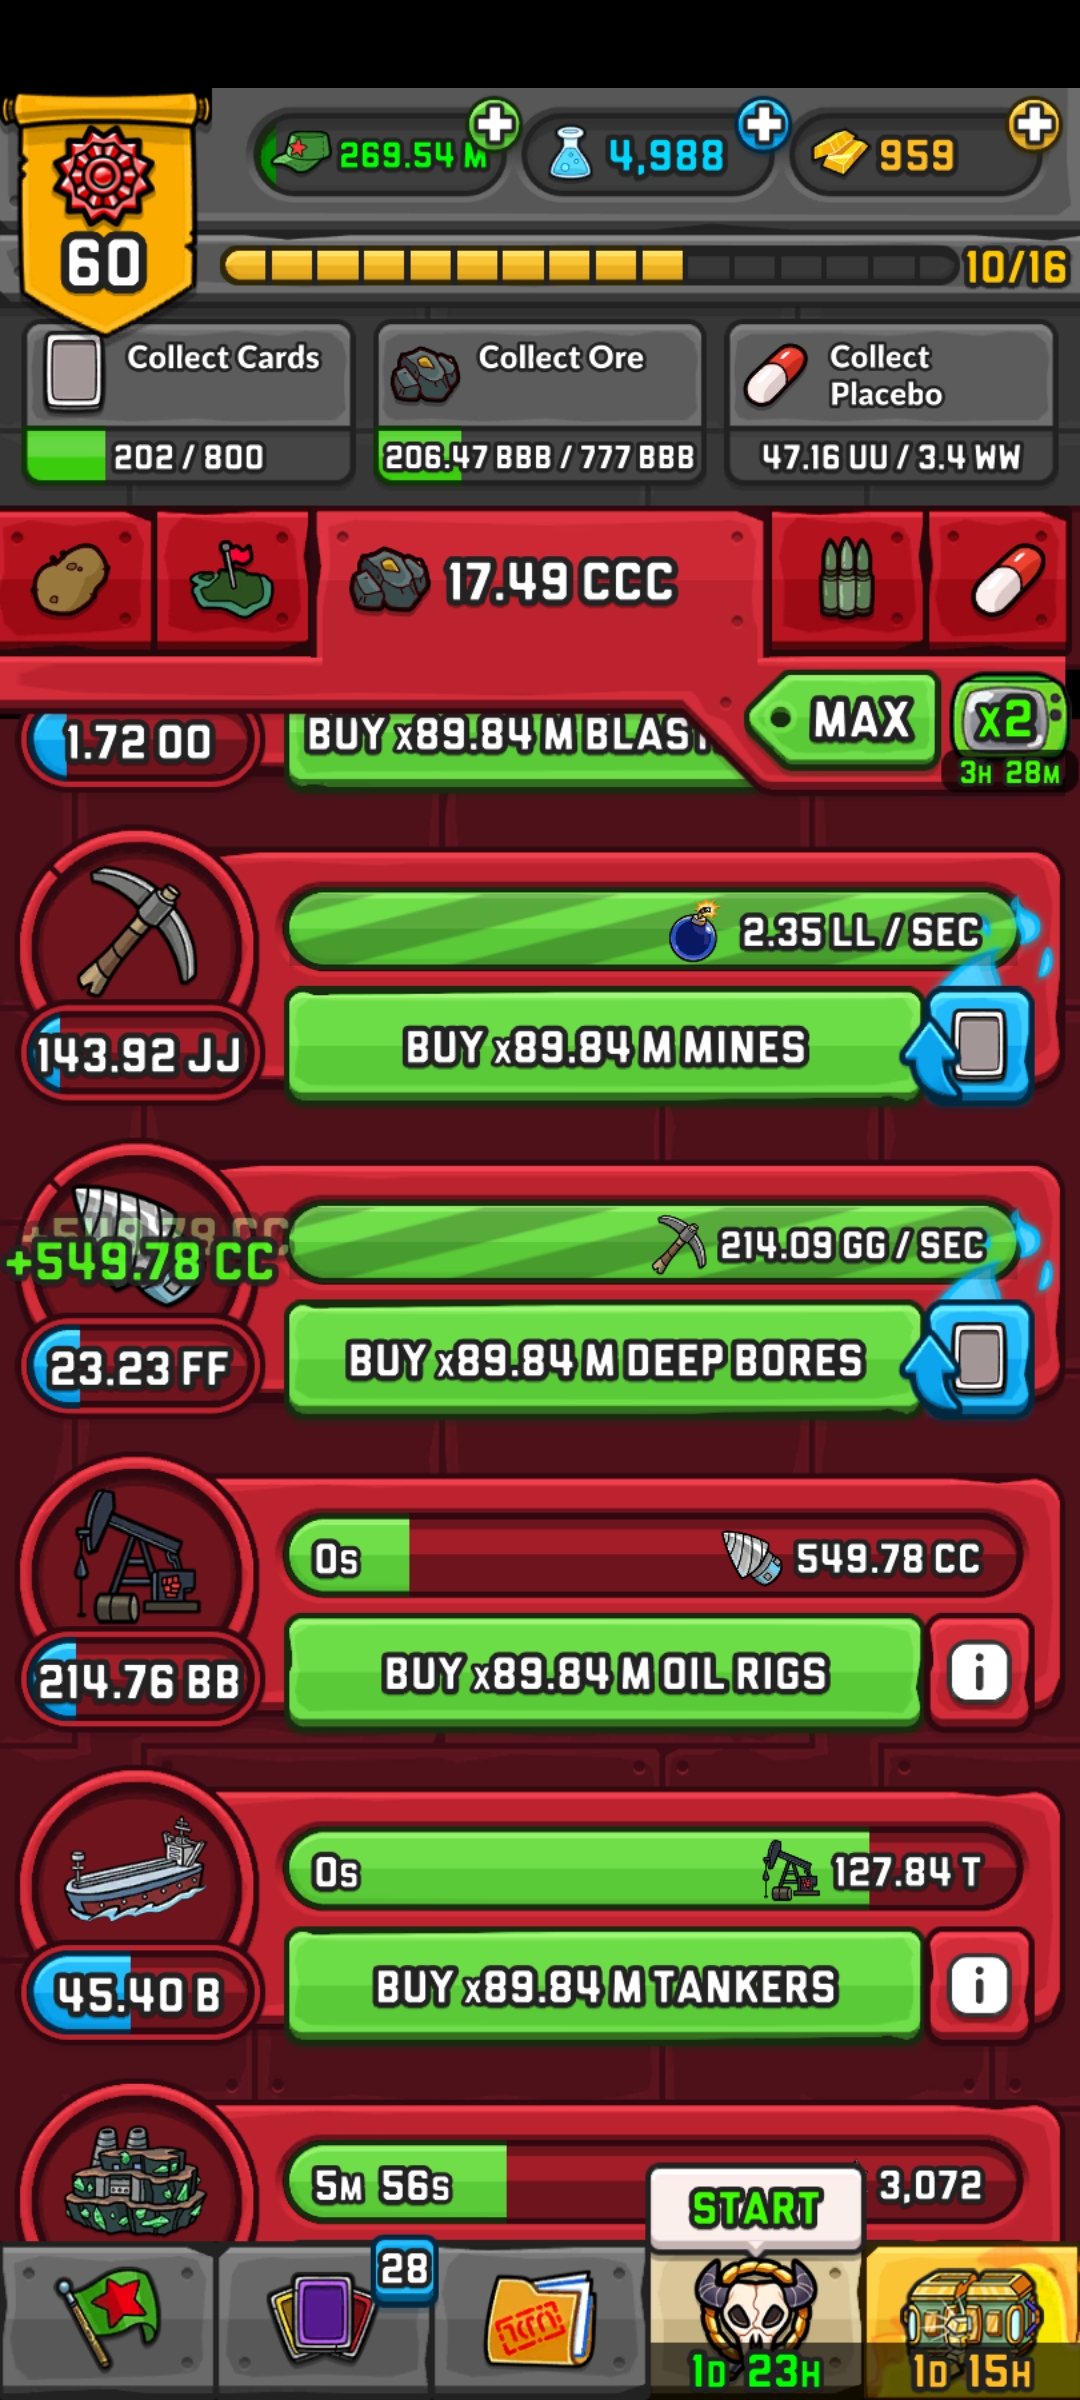 269.54 M
4,988
959
60
10/16
Collect Cards
202 / 800
Collect Ore
206.47 BBB / 777 BBB
Collect
Placebo
47.16 UU / 3.4 WW
17.49 CCC
MAX
x2
3H 28M
1.72 OO
BUY x89.84 M BLAST
2.35 LL / SEC
143.92 JJ
BUY x89.84 M MINES
+549.78 CC
+549.78 CC
214.09 GG / SEC
23.23 FF
BUY x89.84 M DEEP BORES
0s
549.78 CC
214.76 BB
BUY x89.84 M OIL RIGS
i
0s
127.84 T
45.40 B
BUY x89.84 M TANKERS
i
5M 56s
3,072
START
28
1D 23H
1D 15H